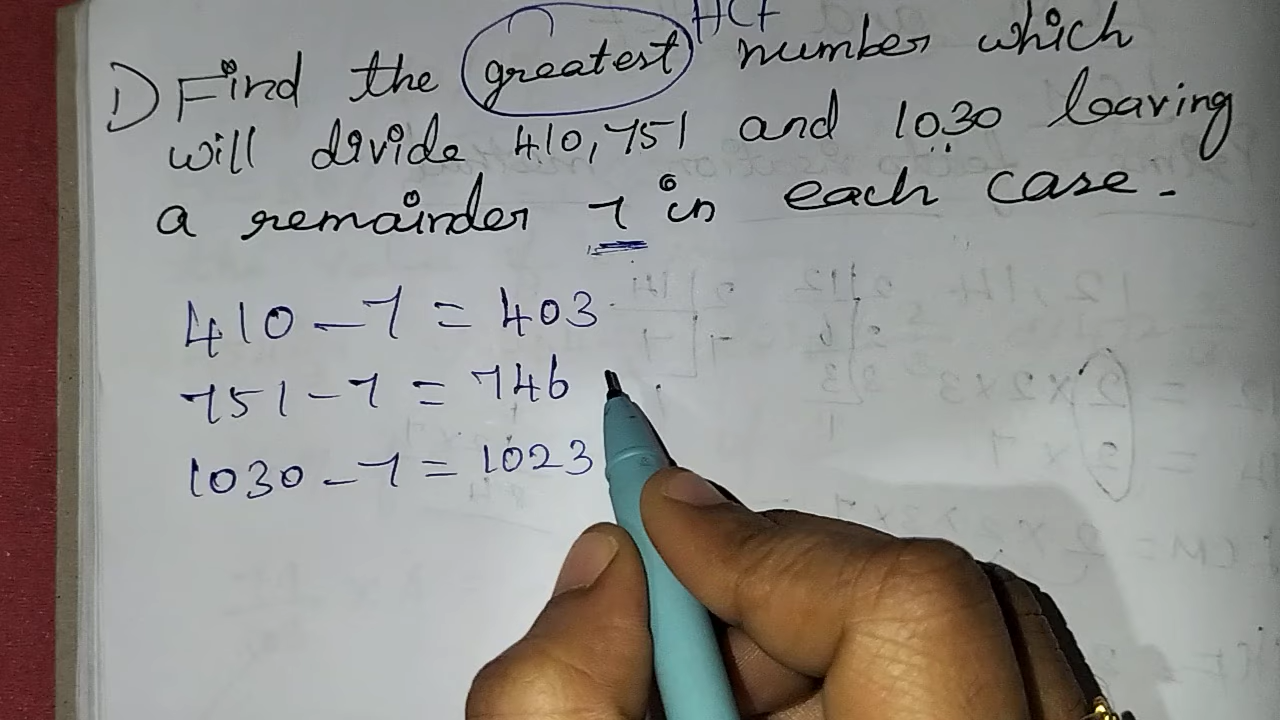 HCF
1) Find the greatest number which
will divide 410, 751 and 1030 leaving
a remainder 7 in each case.
410 - 7 = 403
751 - 7 = 746
1030 - 7 = 1023